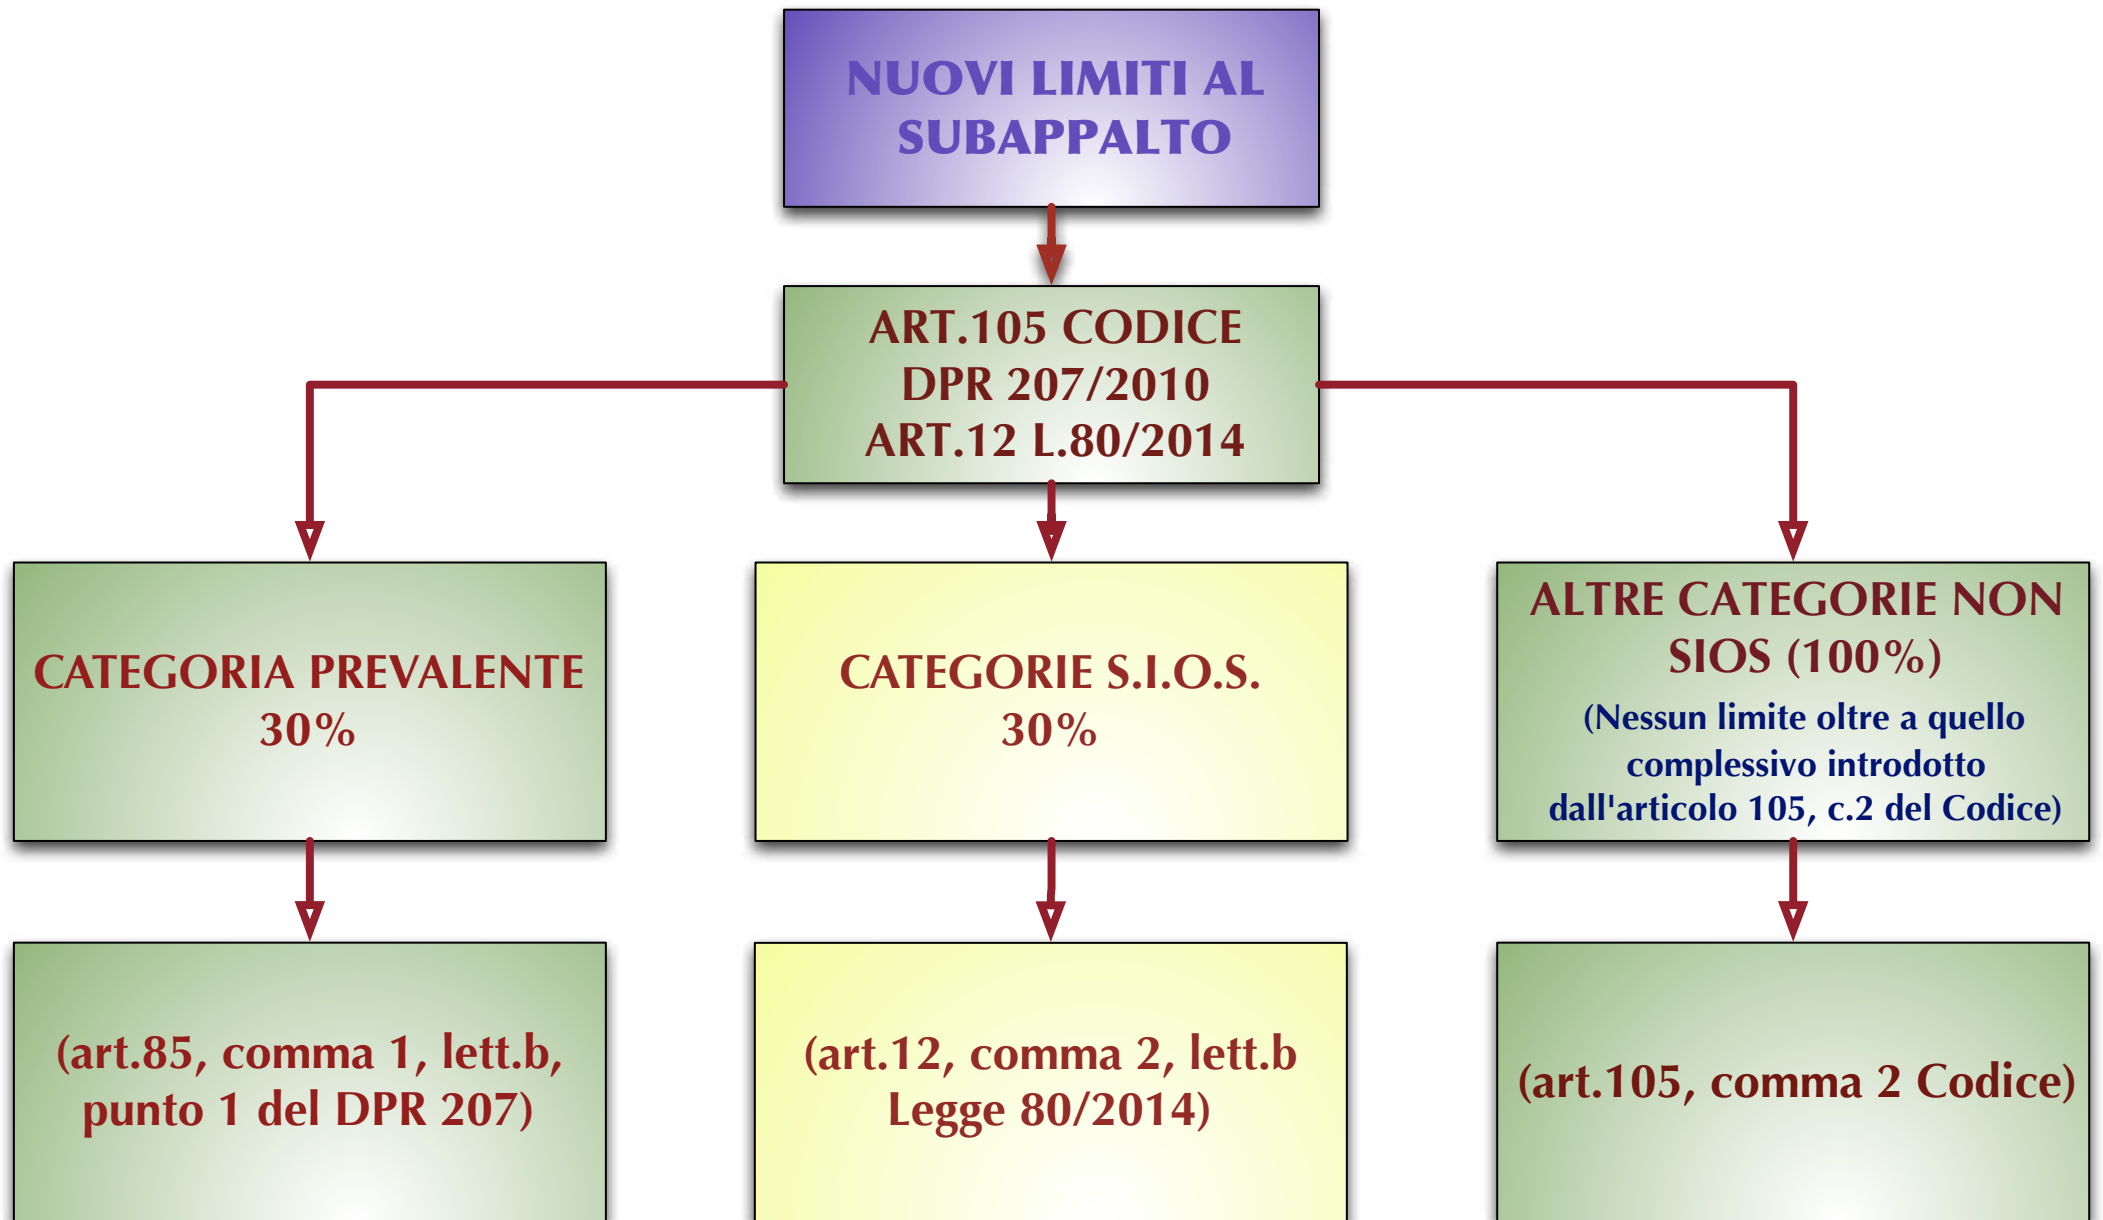 NUOVI LIMITI AL
SUBAPPALTO
ART.105 CODICE
DPR 207/2010
ART.12 L.80/2014
CATEGORIA PREVALENTE
30%
CATEGORIE S.I.O.S.
30%
ALTRE CATEGORIE NON
SIOS (100%)
(Nessun limite oltre a quello
complessivo introdotto
dall'articolo 105, c.2 del Codice)
(art.85, comma 1, lett.b,
punto 1 del DPR 207)
(art.12, comma 2, lett.b
Legge 80/2014)
(art.105, comma 2 Codice)